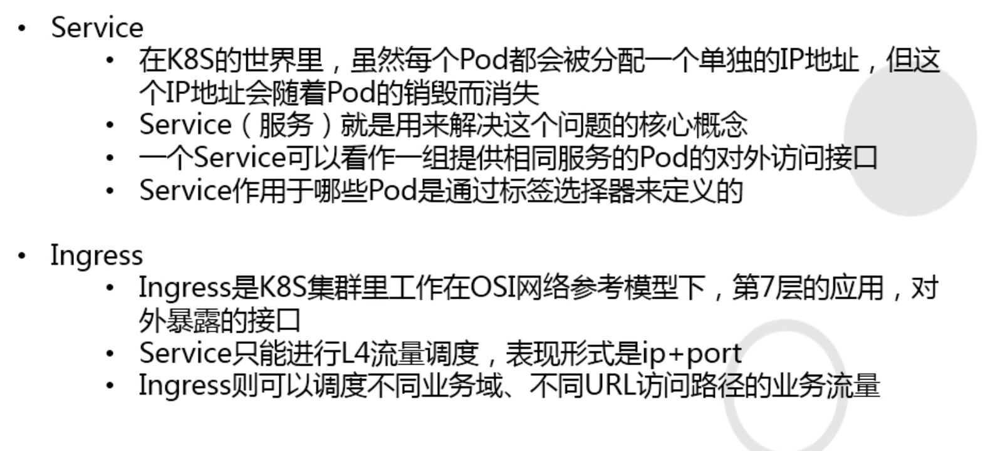 • Service
• 在K8S的世界里，虽然每个Pod都会被分配一个单独的IP地址，但这
个IP地址会随着Pod的销毁而消失
• Service（服务）就是用来解决这个问题的核心概念
• 一个Service可以看作一组提供相同服务的Pod的对外访问接口
• Service作用于哪些Pod是通过标签选择器来定义的
• Ingress
• Ingress是K8S集群里工作在OSI网络参考模型下，第7层的应用，对
外暴露的接口
• Service只能进行L4流量调度，表现形式是ip+port
• Ingress则可以调度不同业务域、不同URL访问路径的业务流量